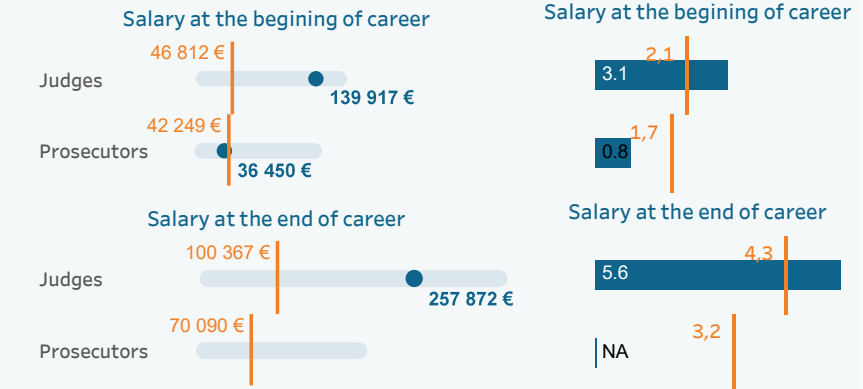 Salary at the begining of career
46 812 €
Judges
139 917 €
42 249 €
Prosecutors
36 450 €
Salary at the end of career
100 367 €
Judges
257 872 €
70 090 €
Prosecutors
Salary at the begining of career
2,1
3.1
1,7
0.8
Salary at the end of career
4,3
5.6
3,2
NA